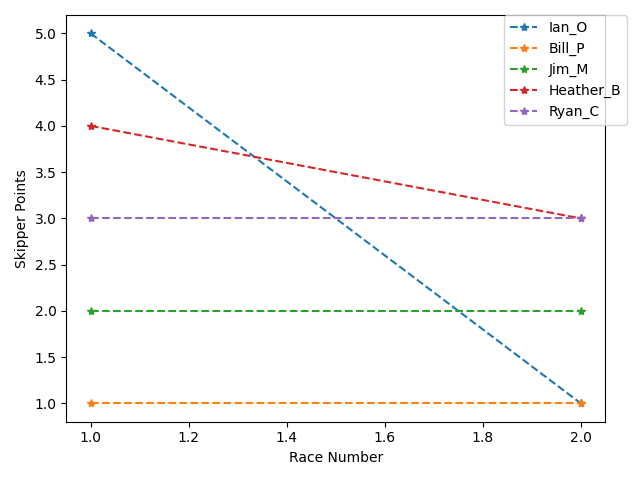 5.0
4.5
4.0
3.5
3.0
2.5
2.0
1.5
1.0
Skipper Points
1.0 1.2 1.4 1.6 1.8 2.0
Race Number
Ian_O
Bill_P
Jim_M
Heather_B
Ryan_C